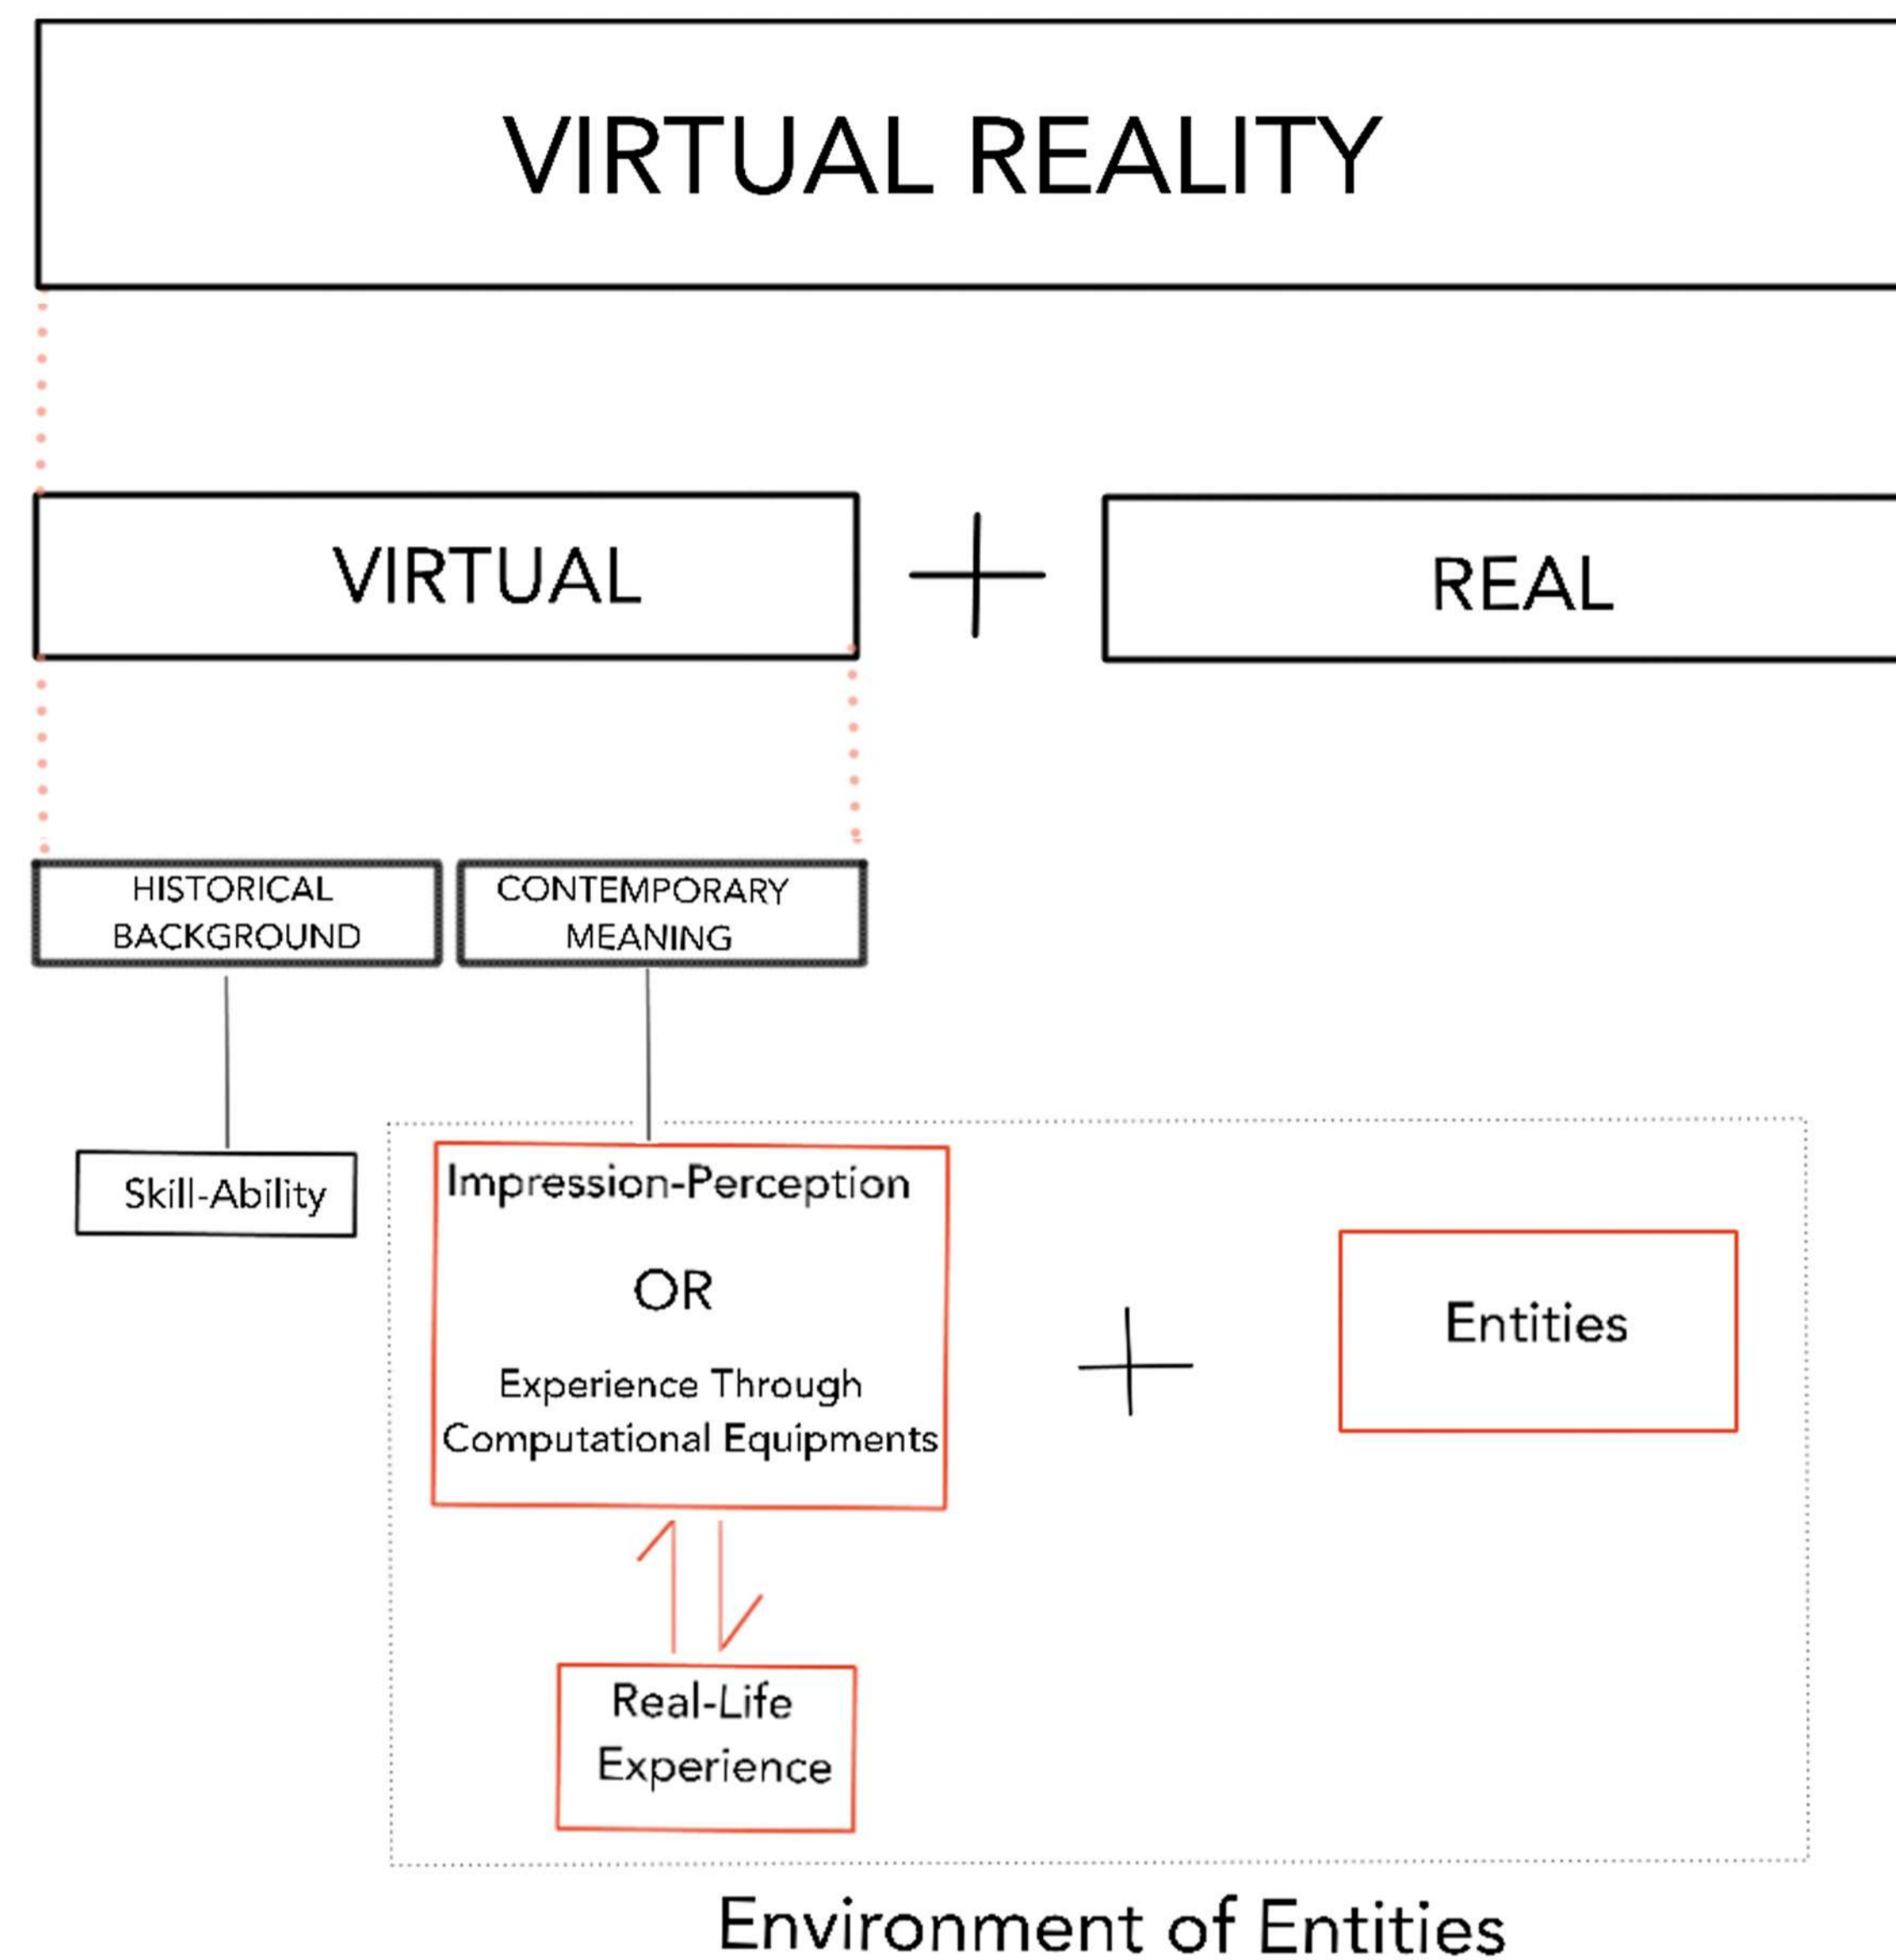 VIRTUAL REALITY
VIRTUAL
REAL
HISTORICAL
BACKGROUND
CONTEMPORARY
MEANING
Skill-Ability
Impression-Perception
OR
Experience Through
Computational Equipments
Entities
Real-Life
Experience
Environment of Entities